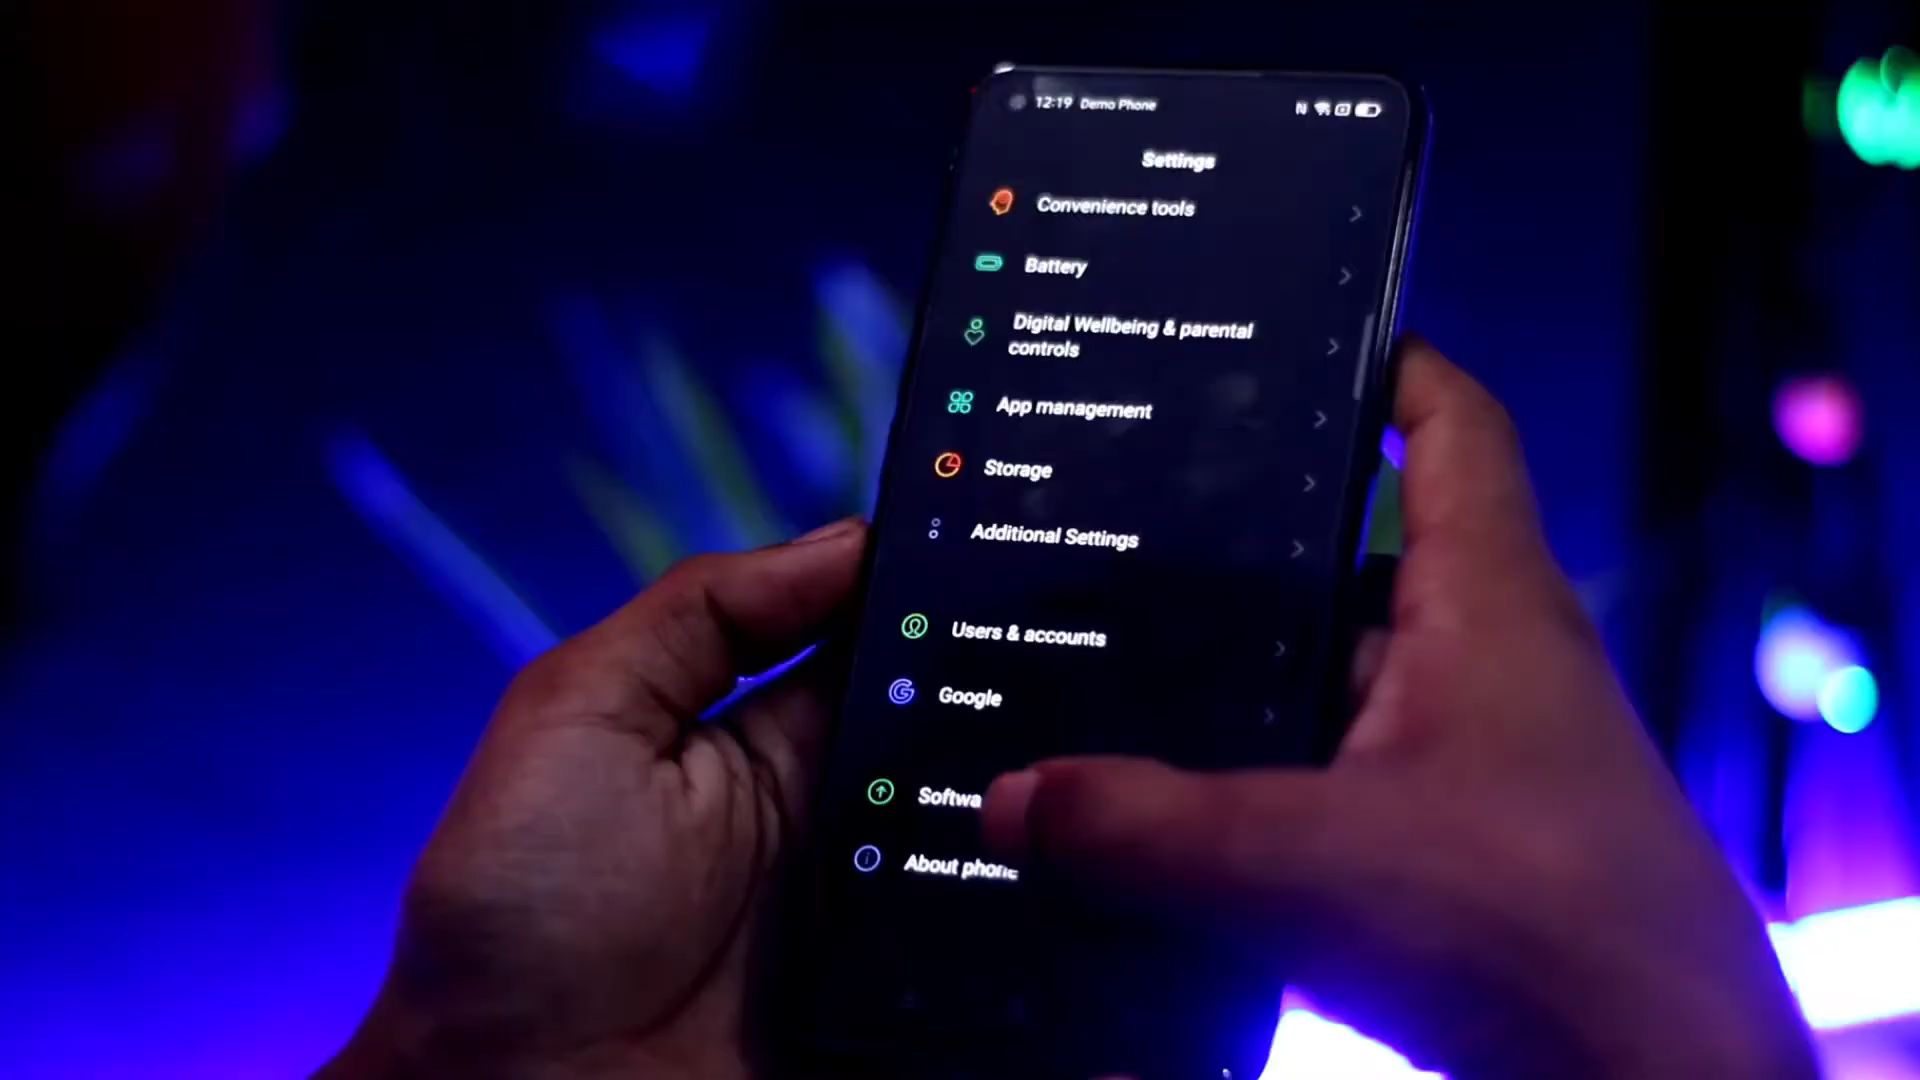 12:19 Demo Phone
Settings
Convenience tools
Battery
Digital Wellbeing & parental
controls
App management
Storage
Additional Settings
Users & accounts
Google
Softwa
About phone